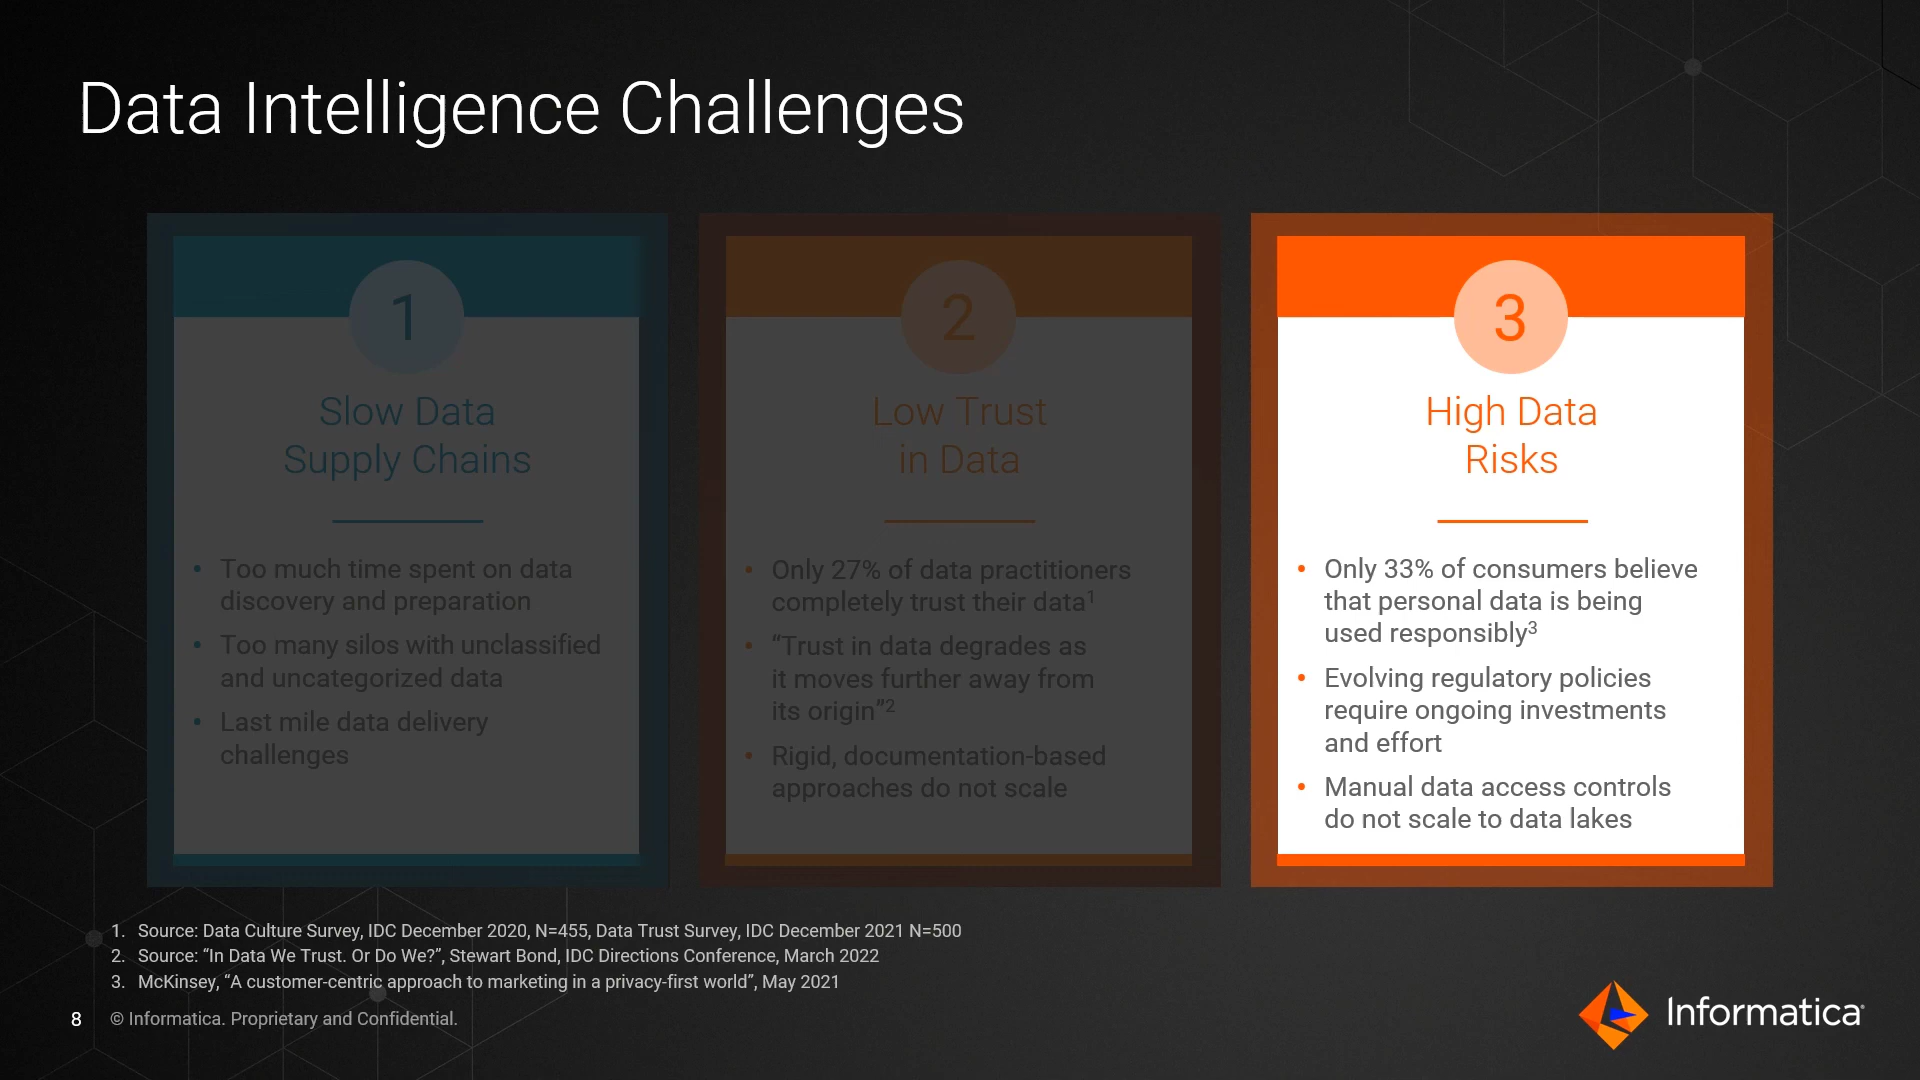 Data Intelligence Challenges
1
Slow Data
Supply Chains
• Too much time spent on data
discovery and preparation
• Too many silos with unclassified
and uncategorized data
• Last mile data delivery
challenges
2
Low Trust
in Data
• Only 27% of data practitioners
completely trust their data¹
• “Trust in data degrades as
it moves further away from
its origin”²
• Rigid, documentation-based
approaches do not scale
3
High Data
Risks
• Only 33% of consumers believe
that personal data is being
used responsibly³
• Evolving regulatory policies
require ongoing investments
and effort
• Manual data access controls
do not scale to data lakes
1. Source: Data Culture Survey, IDC December 2020, N=455, Data Trust Survey, IDC December 2021 N=500
2. Source: “In Data We Trust. Or Do We?”, Stewart Bond, IDC Directions Conference, March 2022
3. McKinsey, “A customer-centric approach to marketing in a privacy-first world”, May 2021
8 © Informatica. Proprietary and Confidential.
Informatica